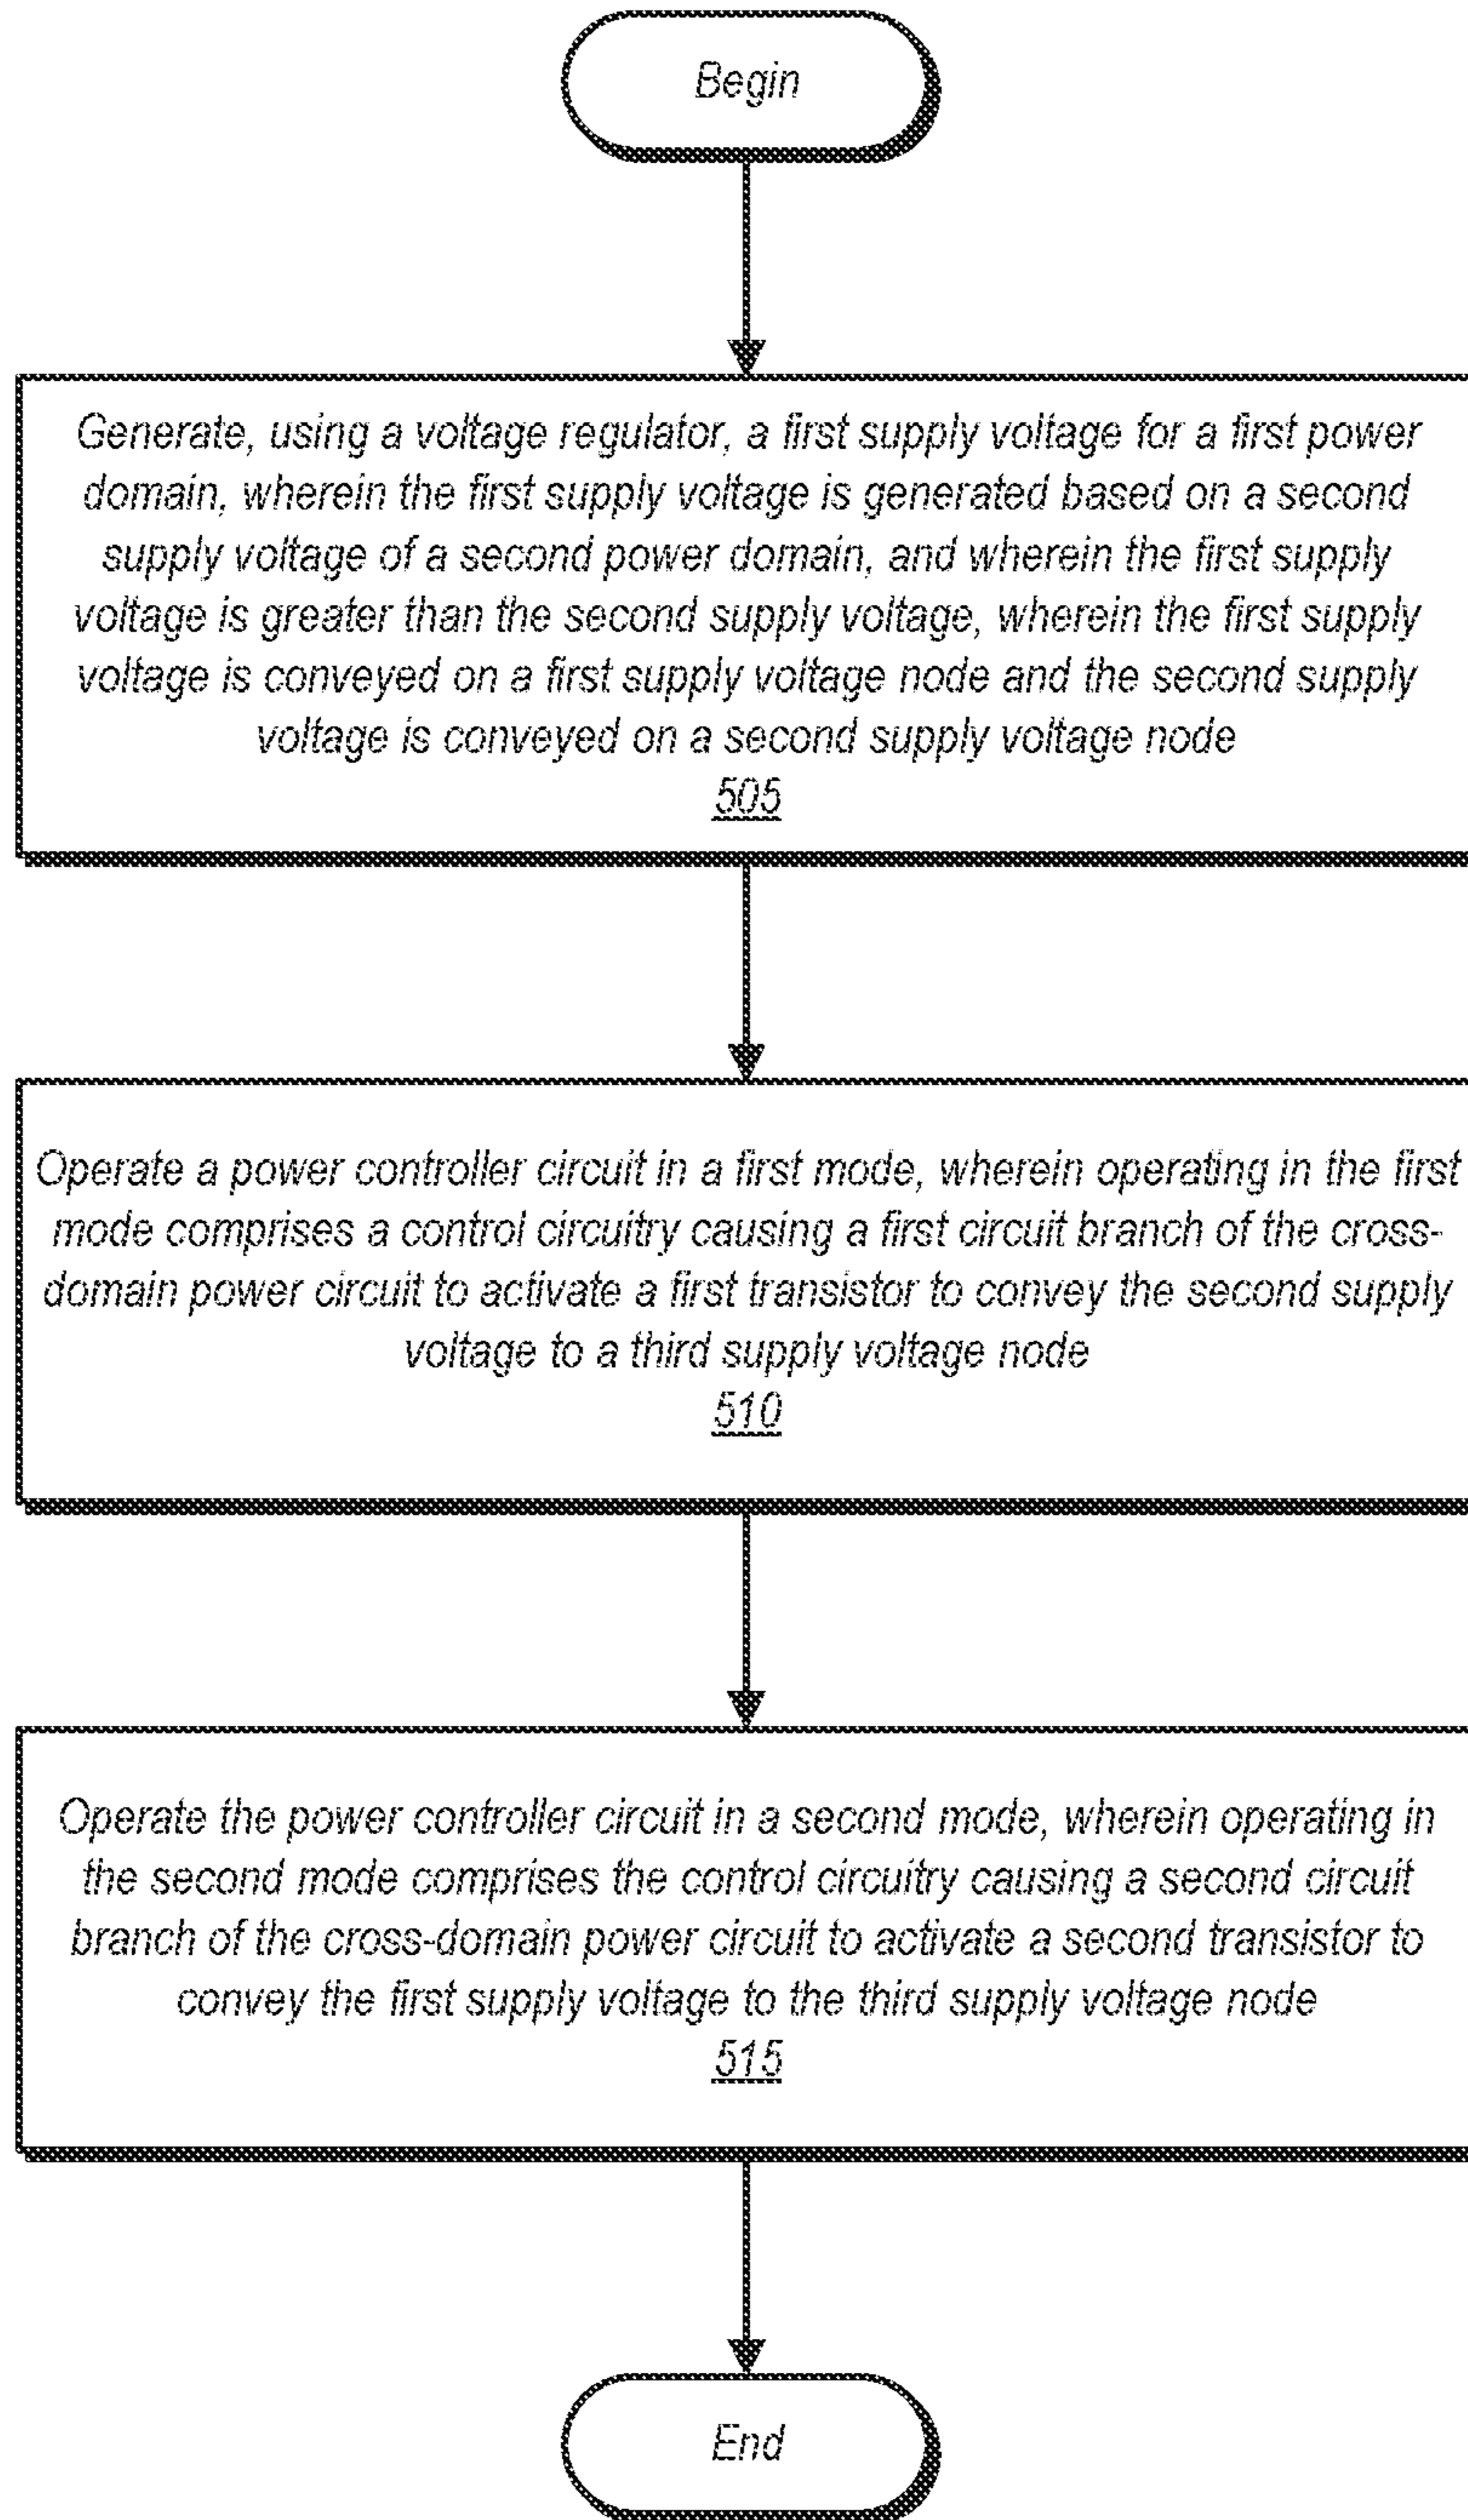 Begin
Generate, using a voltage regulator, a first supply voltage for a first power
domain, wherein the first supply voltage is generated based on a second
supply voltage of a second power domain, and wherein the first supply
voltage is greater than the second supply voltage, wherein the first supply
voltage is conveyed on a first supply voltage node and the second supply
voltage is conveyed on a second supply voltage node
505
Operate a power controller circuit in a first mode, wherein operating in the first
mode comprises a control circuitry causing a first circuit branch of the cross-
domain power circuit to activate a first transistor to convey the second supply
voltage to a third supply voltage node
510
Operate the power controller circuit in a second mode, wherein operating in
the second mode comprises the control circuitry causing a second circuit
branch of the cross-domain power circuit to activate a second transistor to
convey the first supply voltage to the third supply voltage node
515
End